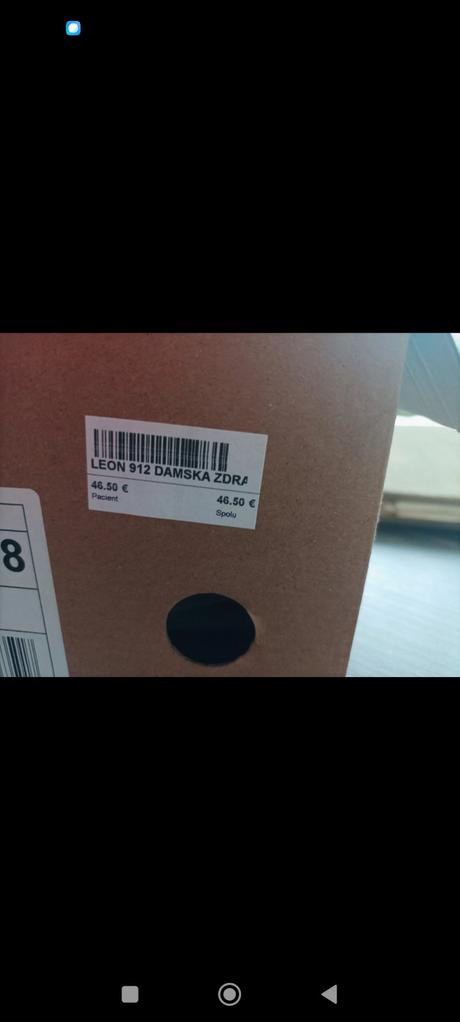 LEON 912 DAMSKA ZDRA
46.50 €
Pacient
46.50 €
Spolu
8